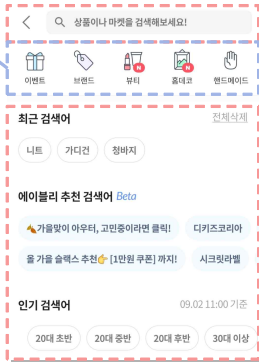 상품이나 마켓을 검색해보세요!
N N
이벤트 브랜드 뷰티 홈데코 핸드메이드
최근 검색어 전체삭제
니트 가디건 청바지
에이블리 추천 검색어 Beta
가을맞이 아우터, 고민중이라면 클릭! 디키즈코리아
올 가을 슬랙스 추천👉[1만원 쿠폰] 까지! 시크릿라벨
인기 검색어 09.02 11:00 기준
20대 초반 20대 중반 20대 후반 30대 이상